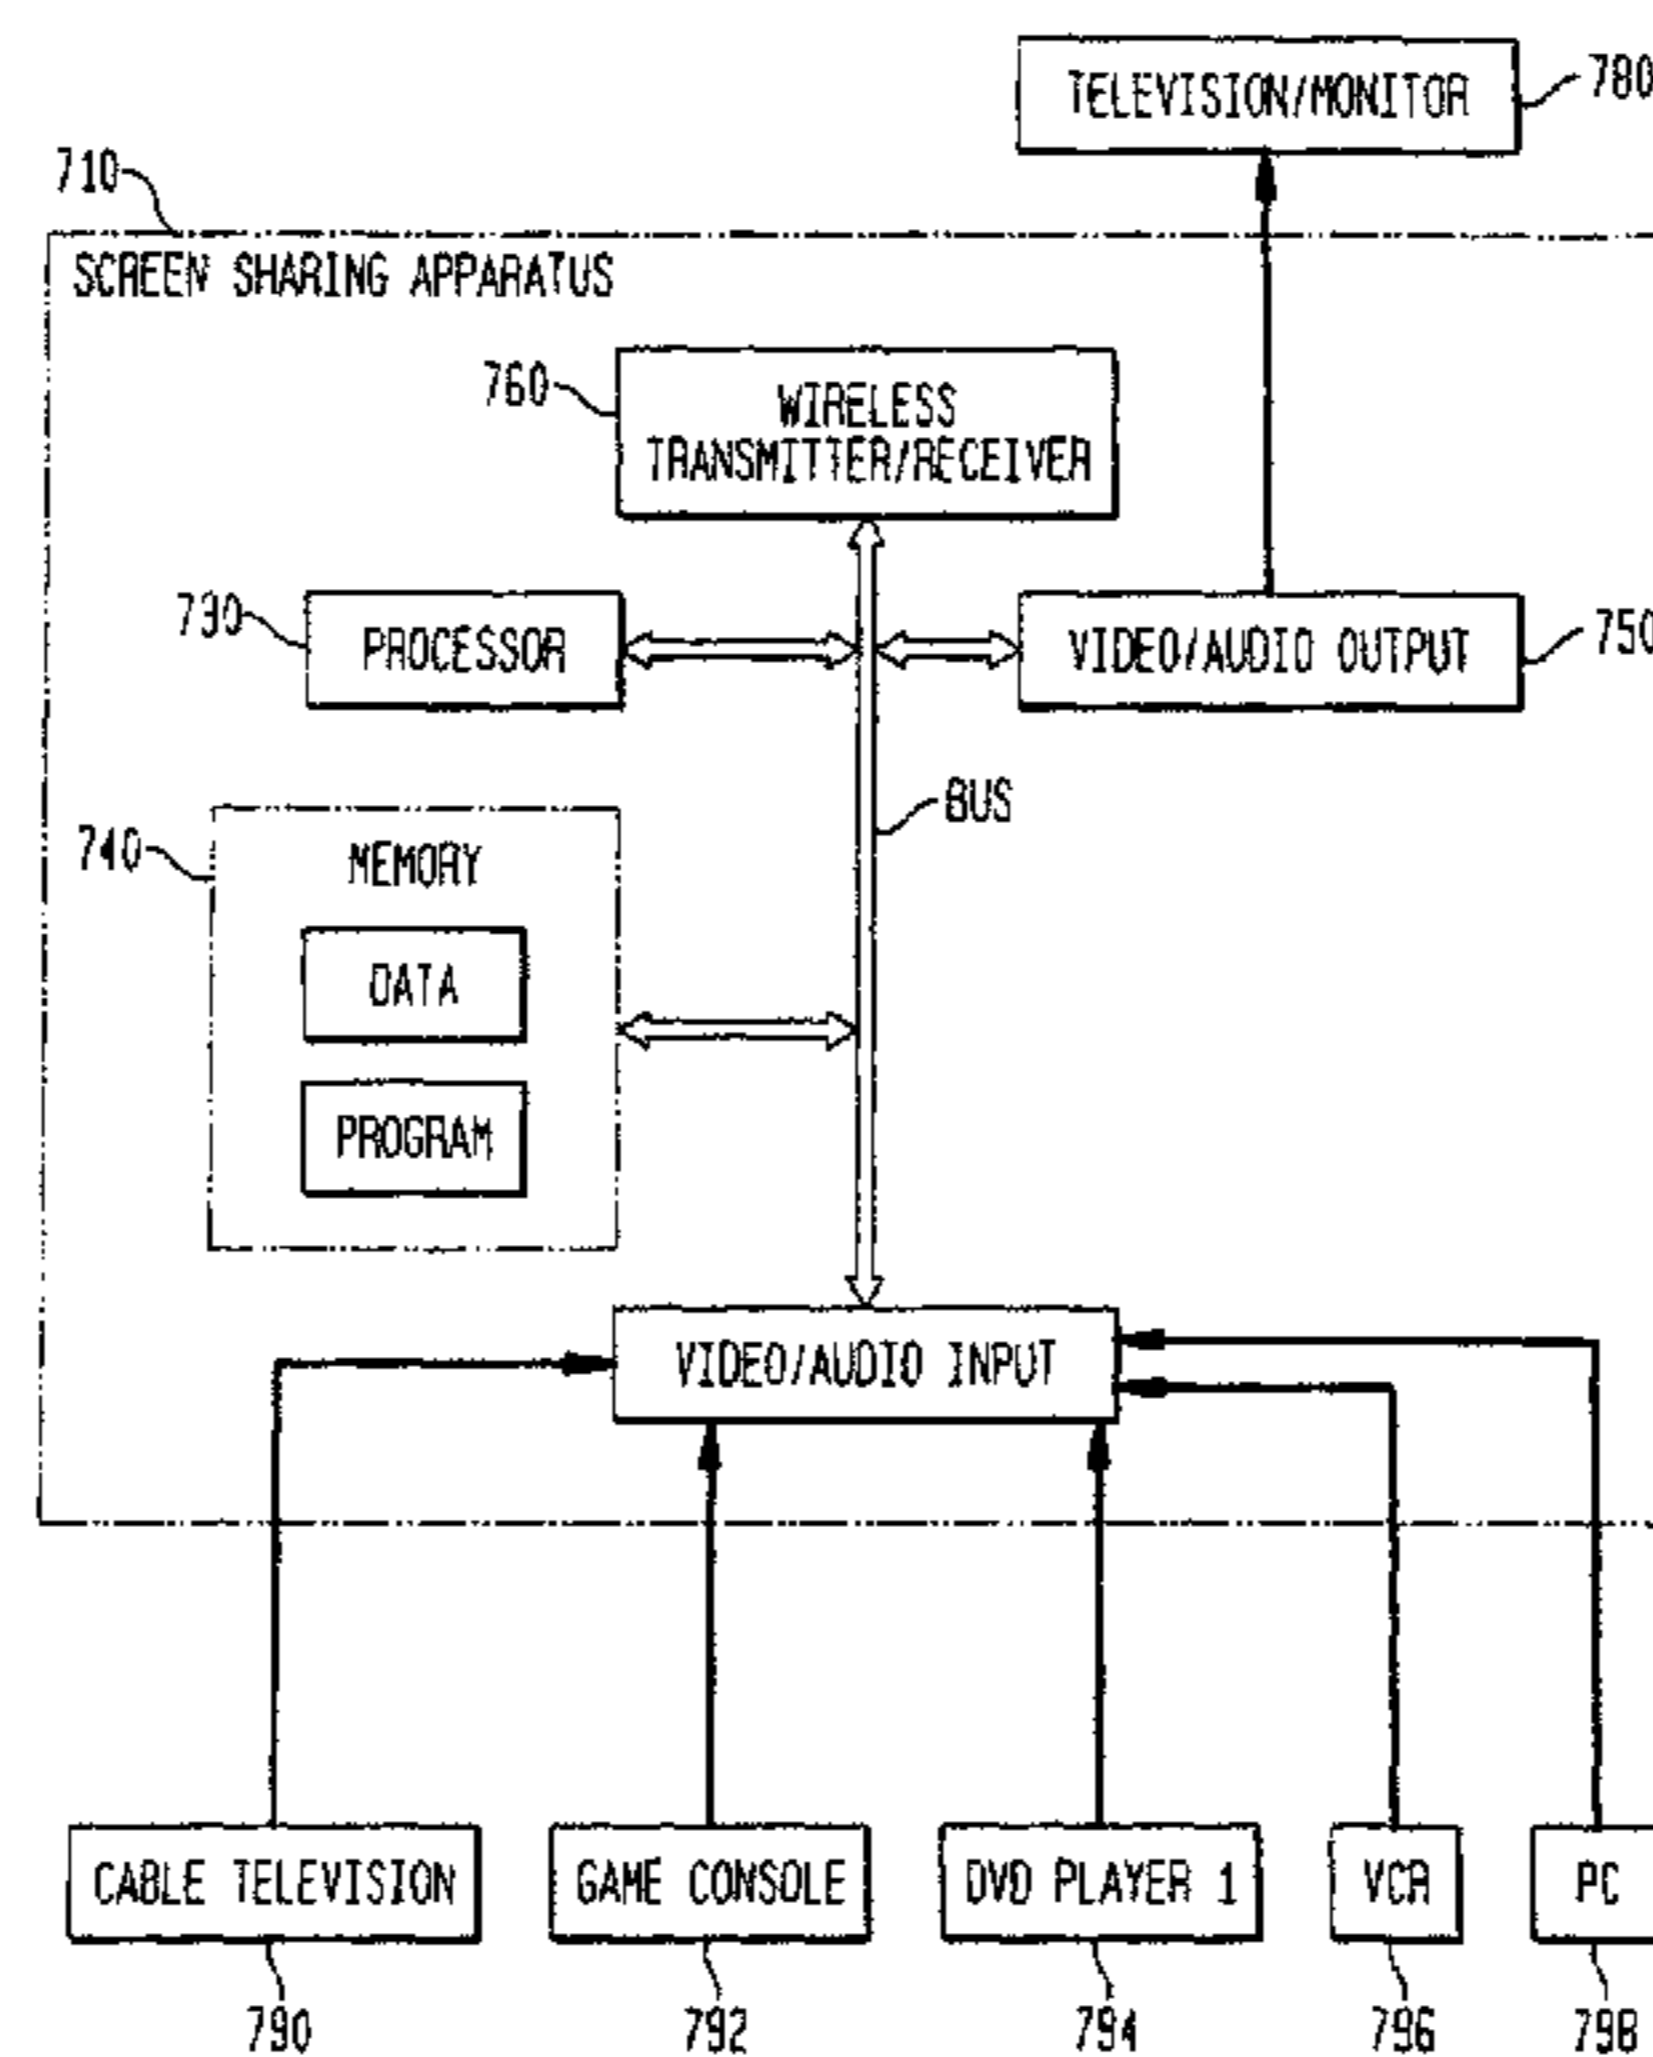 TELEVISION/MONITOR
780
710
SCREEN SHARING APPARATUS
760
WIRELESS
TRANSMITTER/RECEIVER
730
PROCESSOR
VIDEO/AUDIO OUTPUT
750
BUS
740
MEMORY
DATA
PROGRAM
VIDEO/AUDIO INPUT
CABLE TELEVISION
GAME CONSOLE
DVD PLAYER 1
VCR
PC
790
792
794
796
798